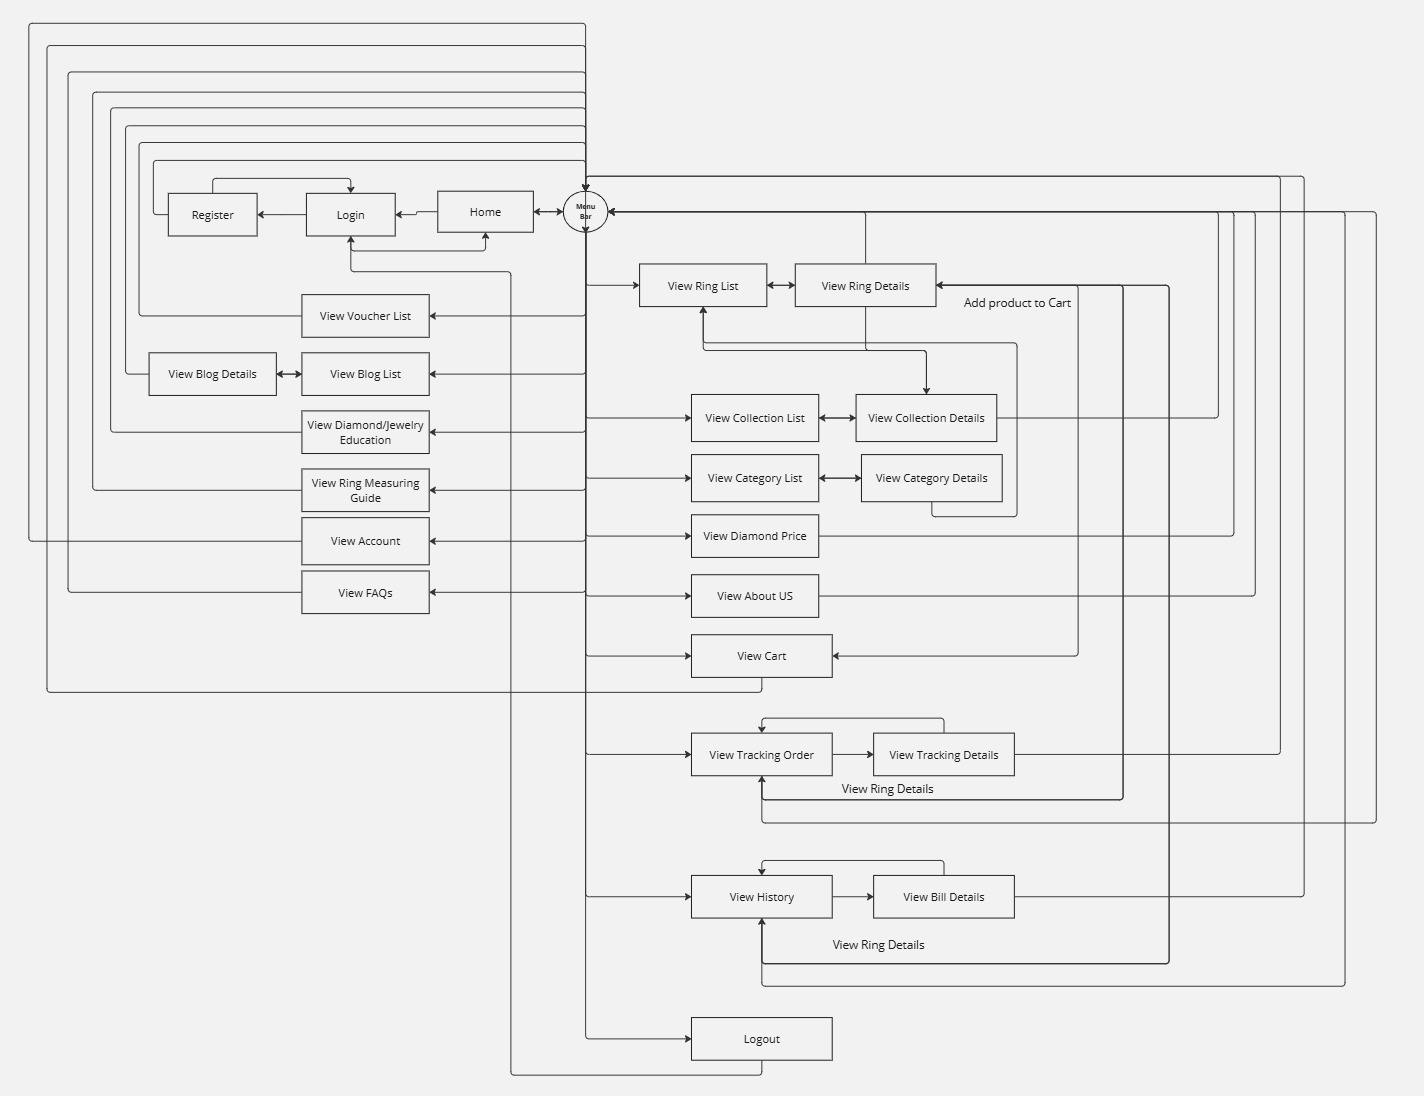 Register
Login
Home
Menu
Bar
View Ring List
View Ring Details
Add product to Cart
View Voucher List
View Blog Details
View Blog List
View Diamond/Jewelry
Education
View Ring Measuring
Guide
View Account
View FAQs
View Collection List
View Collection Details
View Category List
View Category Details
View Diamond Price
View About US
View Cart
View Tracking Order
View Tracking Details
View Ring Details
View History
View Bill Details
View Ring Details
Logout